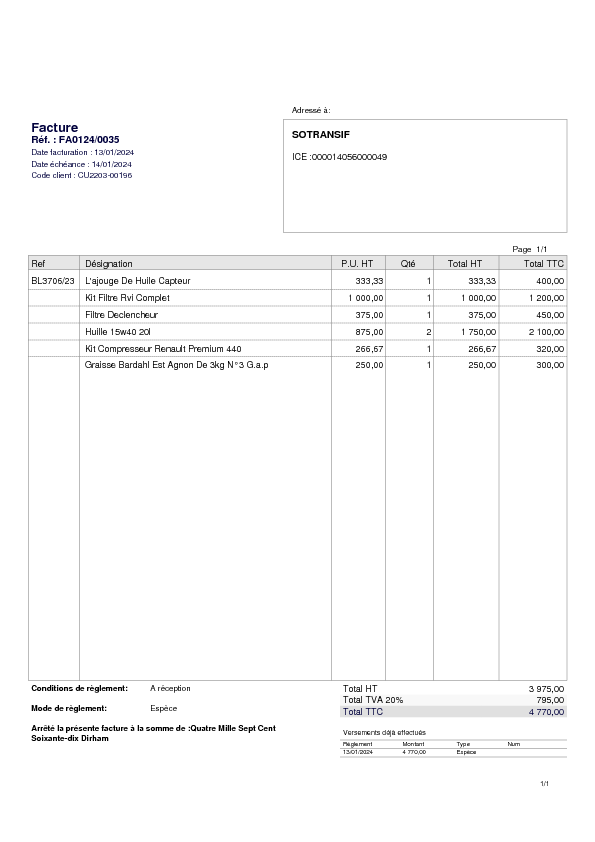 Adressé à:
Facture
Réf. : FA0124/0035
Date facturation : 13/01/2024
Date échéance : 14/01/2024
Code client : CU2203-00196
SOTRANSIF
ICE :000014056000049
Page 1/1
Ref Désignation P.U. HT Qté Total HT Total TTC
BL3706/23 L'ajouge De Huile Capteur 333,33 1 333,33 400,00
Kit Filtre Rvi Complet 1 000,00 1 1 000,00 1 200,00
Filtre Declencheur 375,00 1 375,00 450,00
Huille 15w40 20l 875,00 2 1 750,00 2 100,00
Kit Compresseur Renault Premium 440 266,67 1 266,67 320,00
Graisse Bardahl Est Agnon De 3kg N°3 G.a.p 250,00 1 250,00 300,00
Conditions de règlement: A réception
Total HT 3 975,00
Total TVA 20% 795,00
Mode de règlement: Espèce
Total TTC 4 770,00
Arrêté la présente facture à la somme de :Quatre Mille Sept Cent
Soixante-dix Dirham
Versements déjà effectués
Règlement Montant Type Num
13/01/2024 4 770,00 Espèce
1/1